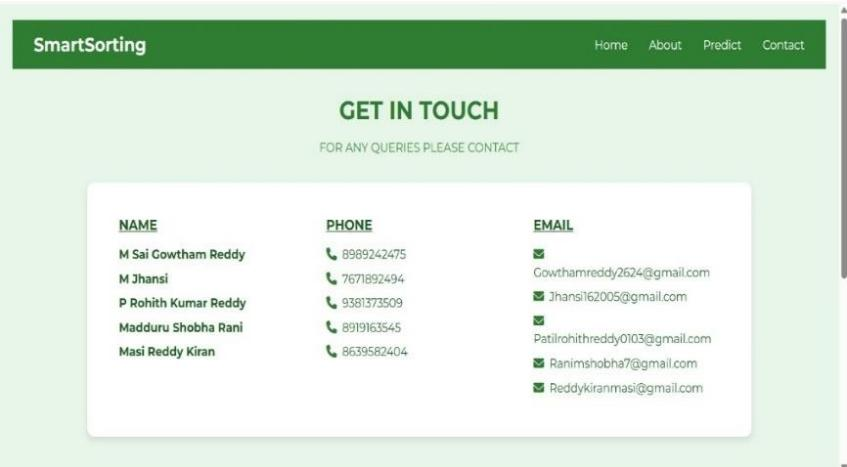 SmartSorting
Home About Predict Contact
GET IN TOUCH
FOR ANY QUERIES PLEASE CONTACT
NAME PHONE EMAIL
M Sai Gowtham Reddy
M Jhansi
P Rohith Kumar Reddy
Madduru Shobha Rani
Masi Reddy Kiran
8989242475
7671892494
9381373509
8919163545
8639582404
Gowthamreddy2624@gmail.com
Jhansi162005@gmail.com
Patilrohithreddy0103@gmail.com
Ranimshobha7@gmail.com
Reddykiranmasi@gmail.com